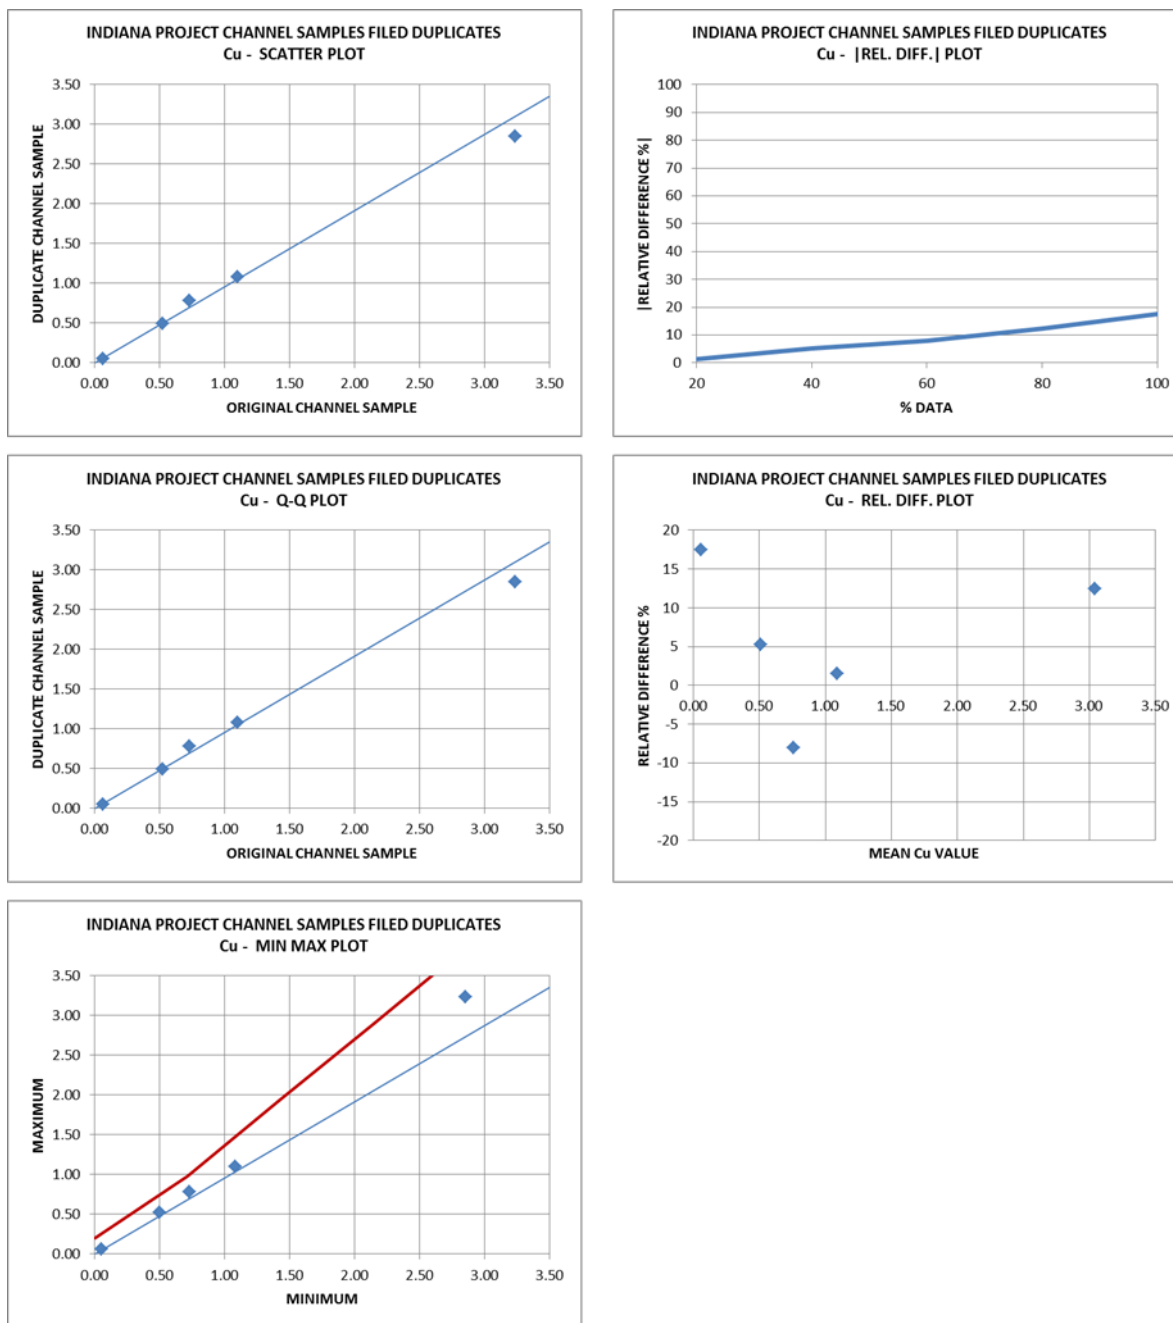 INDIANA PROJECT CHANNEL SAMPLES FILED DUPLICATES
Cu - SCATTER PLOT
3.50
3.00
2.50
2.00
1.50
1.00
0.50
0.00
DUPLICATE CHANNEL SAMPLE
0.00 0.50 1.00 1.50 2.00 2.50 3.00 3.50
ORIGINAL CHANNEL SAMPLE
INDIANA PROJECT CHANNEL SAMPLES FILED DUPLICATES
Cu - |REL. DIFF.| PLOT
100
90
80
70
60
50
40
30
20
10
0
|RELATIVE DIFFERENCE %|
20 40 60 80 100
% DATA
INDIANA PROJECT CHANNEL SAMPLES FILED DUPLICATES
Cu - Q-Q PLOT
3.50
3.00
2.50
2.00
1.50
1.00
0.50
0.00
DUPLICATE CHANNEL SAMPLE
0.00 0.50 1.00 1.50 2.00 2.50 3.00 3.50
ORIGINAL CHANNEL SAMPLE
INDIANA PROJECT CHANNEL SAMPLES FILED DUPLICATES
Cu - REL. DIFF. PLOT
20
15
10
5
0
-5
-10
-15
-20
RELATIVE DIFFERENCE %
0.00 0.50 1.00 1.50 2.00 2.50 3.00 3.50
MEAN Cu VALUE
INDIANA PROJECT CHANNEL SAMPLES FILED DUPLICATES
Cu - MIN MAX PLOT
3.50
3.00
2.50
2.00
1.50
1.00
0.50
0.00
MAXIMUM
0.00 0.50 1.00 1.50 2.00 2.50 3.00 3.50
MINIMUM